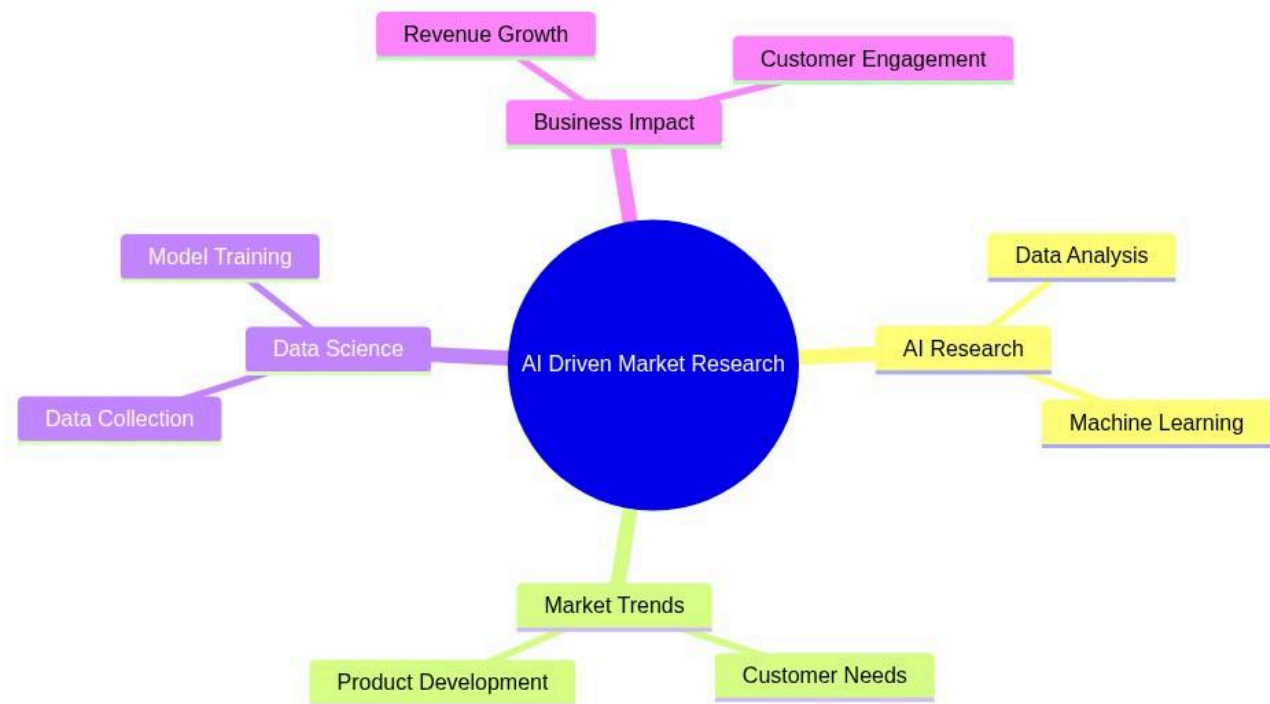 Revenue Growth
Customer Engagement
Business Impact
Model Training
Data Analysis
Data Science
AI Driven Market Research
AI Research
Data Collection
Machine Learning
Market Trends
Product Development
Customer Needs